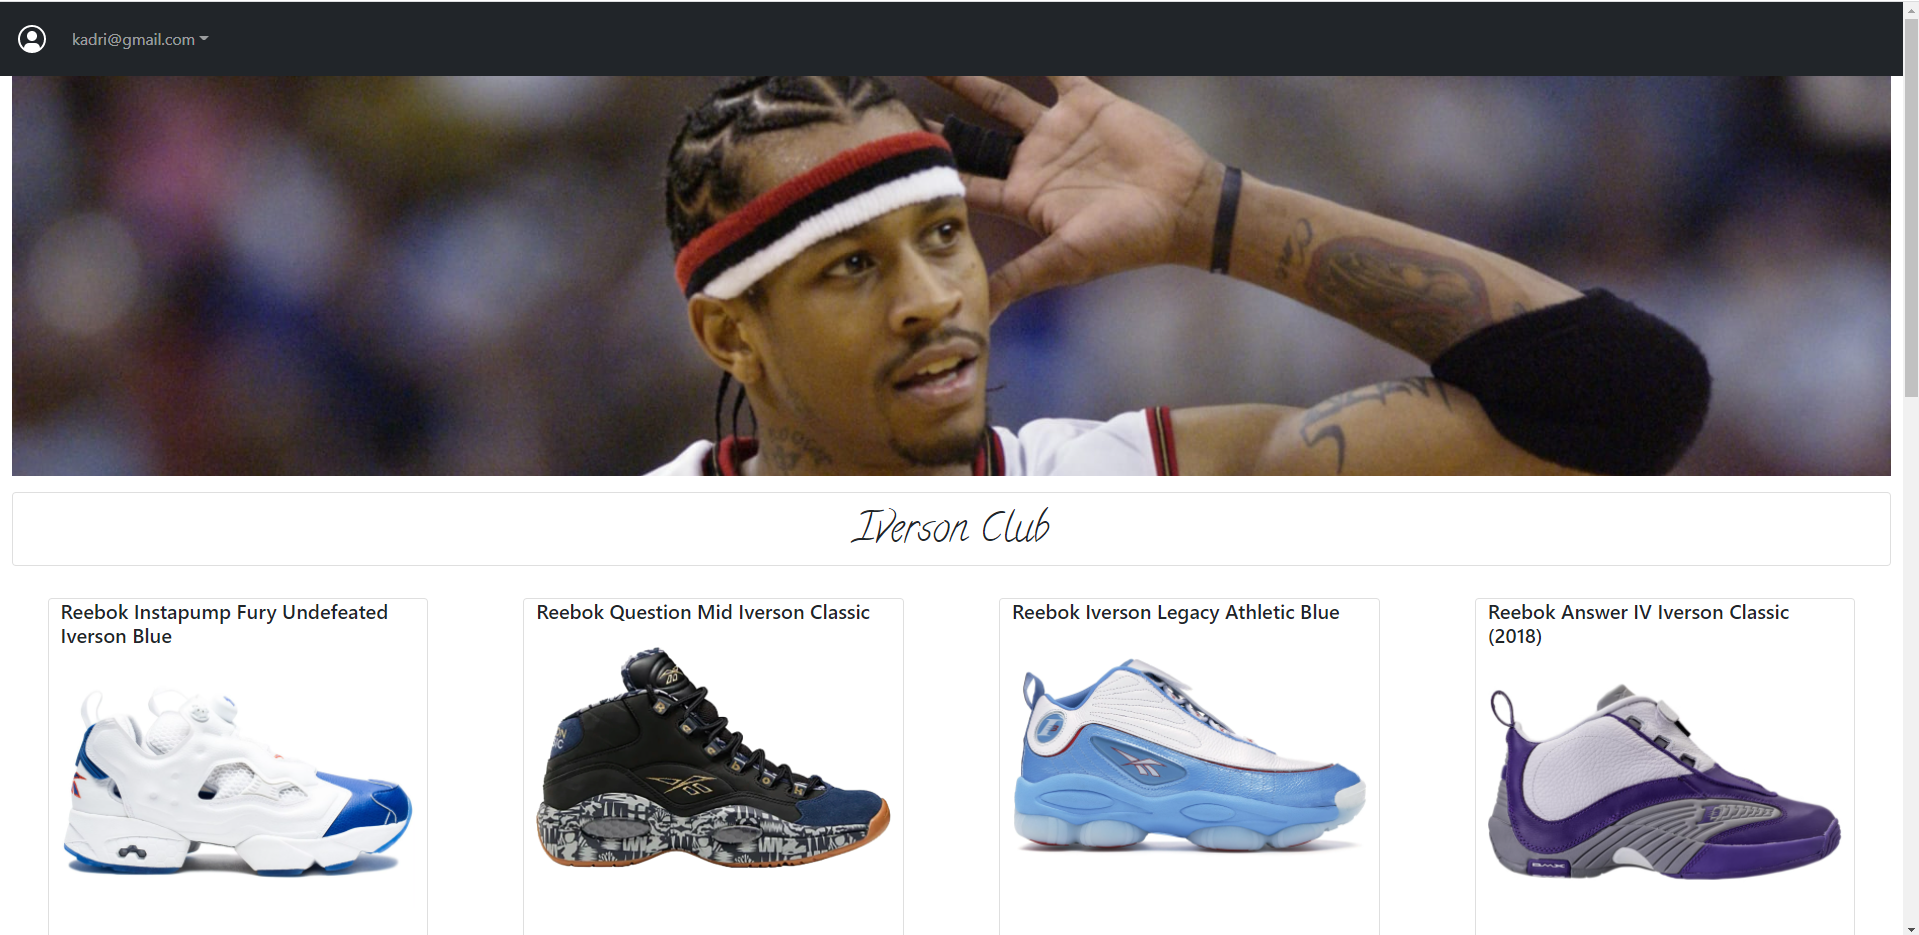 kadri@gmail.com
Iverson Club
Reebok Instapump Fury Undefeated
Iverson Blue
Reebok Question Mid Iverson Classic
Reebok Iverson Legacy Athletic Blue
Reebok Answer IV Iverson Classic
(2018)